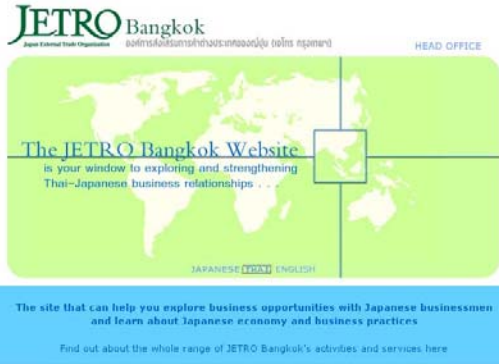 JETRO Bangkok
Japan External Trade Organization
องค์การส่งเสริมการค้าต่างประเทศของญี่ปุ่น (เจโทร กรุงเทพฯ)
HEAD OFFICE
The JETRO Bangkok Website
is your window to exploring and strengthening
Thai-Japanese business relationships . . .
JAPANESE THAI ENGLISH
The site that can help you explore business opportunities with Japanese businessmen
and learn about Japanese economy and business practices
Find out about the whole range of JETRO Bangkok's activities and services here